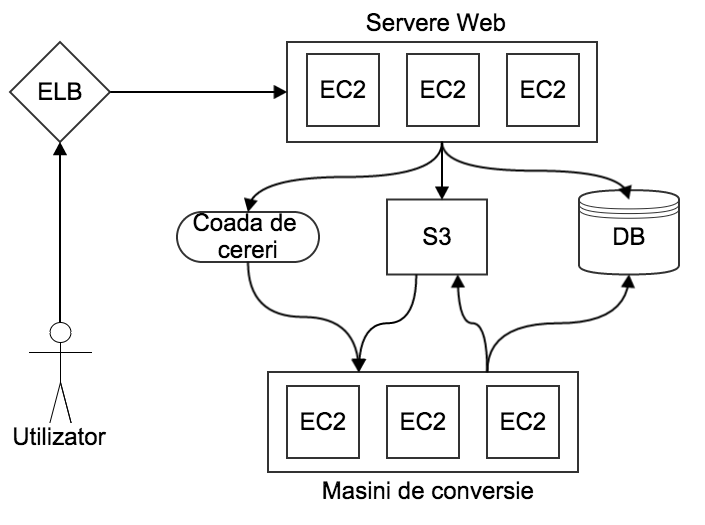 Servere Web
ELB
EC2
EC2
EC2
Coada de
cereri
S3
DB
EC2
EC2
EC2
Utilizator
Masini de conversie